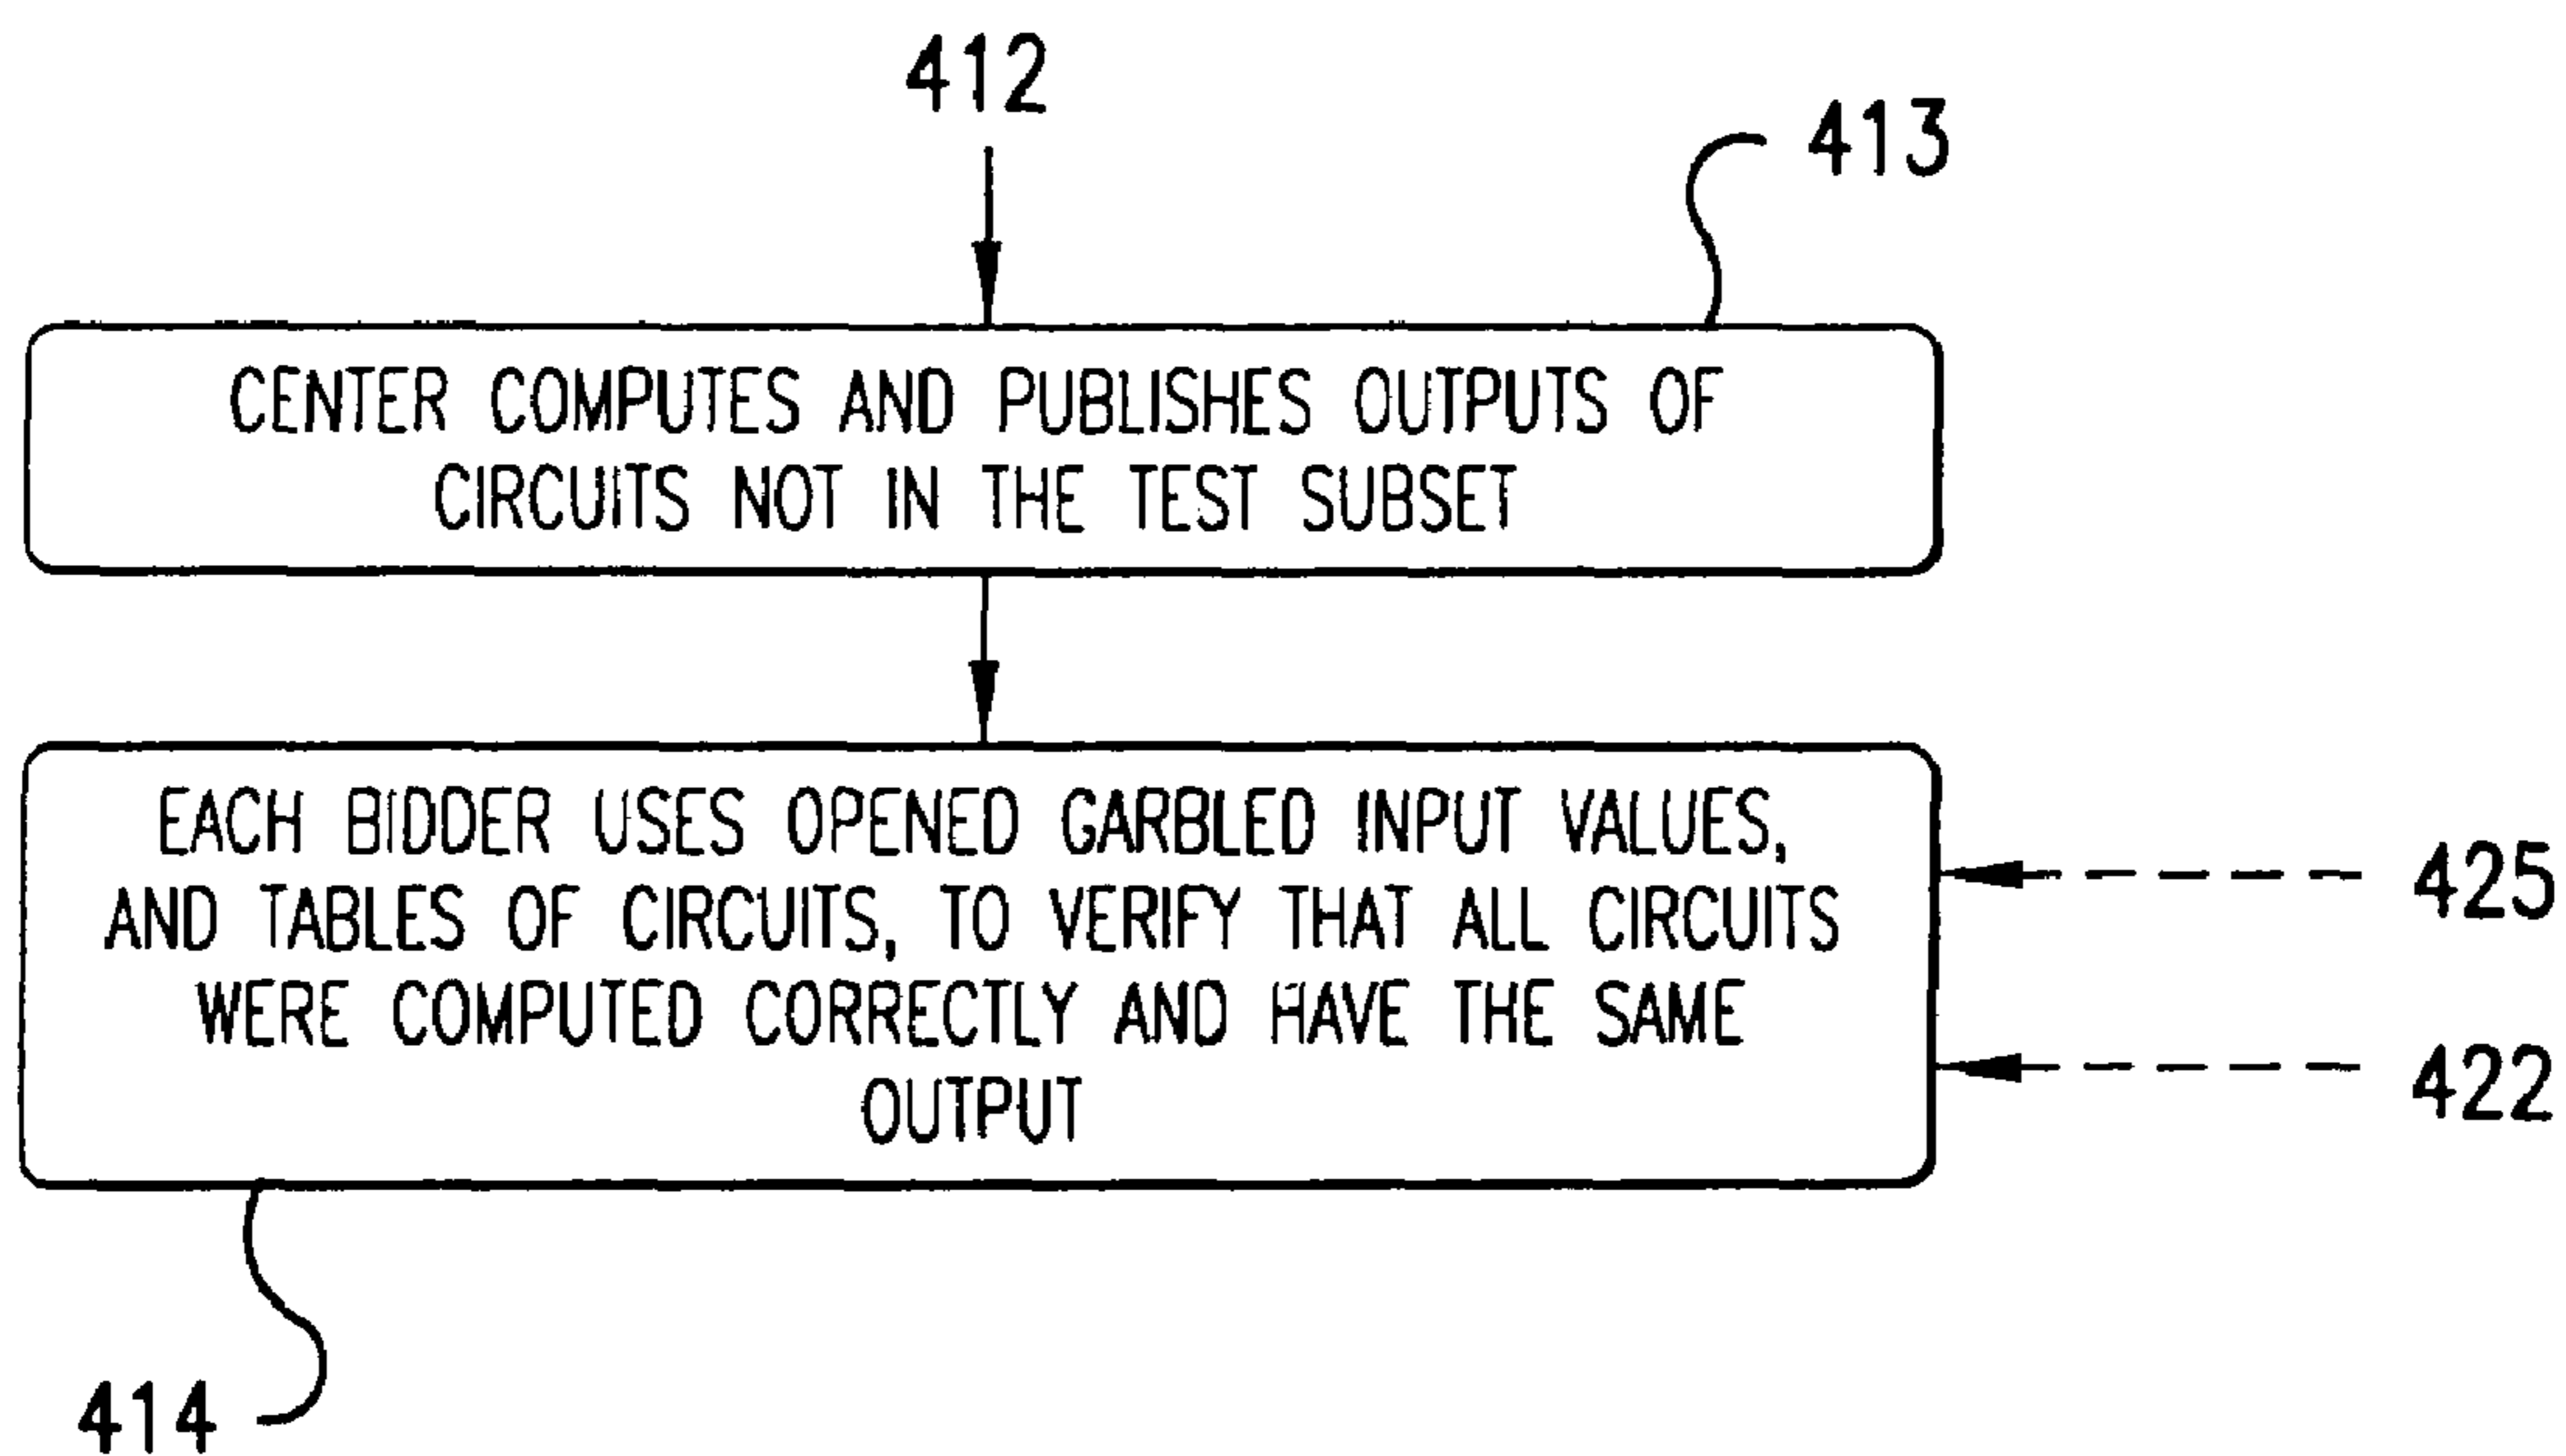 412
413
CENTER COMPUTES AND PUBLISHES OUTPUTS OF
CIRCUITS NOT IN THE TEST SUBSET
EACH BIDDER USES OPENED GARBLED INPUT VALUES,
AND TABLES OF CIRCUITS, TO VERIFY THAT ALL CIRCUITS
WERE COMPUTED CORRECTLY AND HAVE THE SAME
OUTPUT
425
422
414